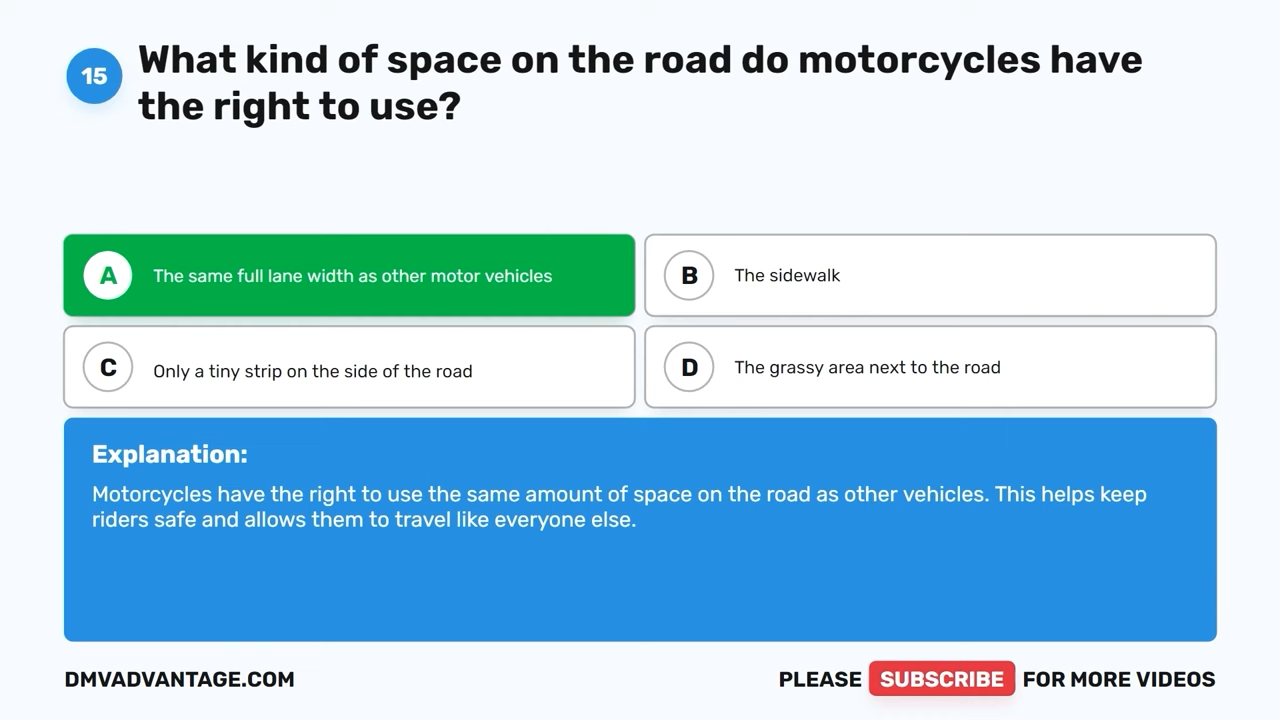 15
What kind of space on the road do motorcycles have
the right to use?
A
The same full lane width as other motor vehicles
B
The sidewalk
C
Only a tiny strip on the side of the road
D
The grassy area next to the road
Explanation:
Motorcycles have the right to use the same amount of space on the road as other vehicles. This helps keep
riders safe and allows them to travel like everyone else.
DMVADVANTAGE.COM
PLEASE SUBSCRIBE FOR MORE VIDEOS